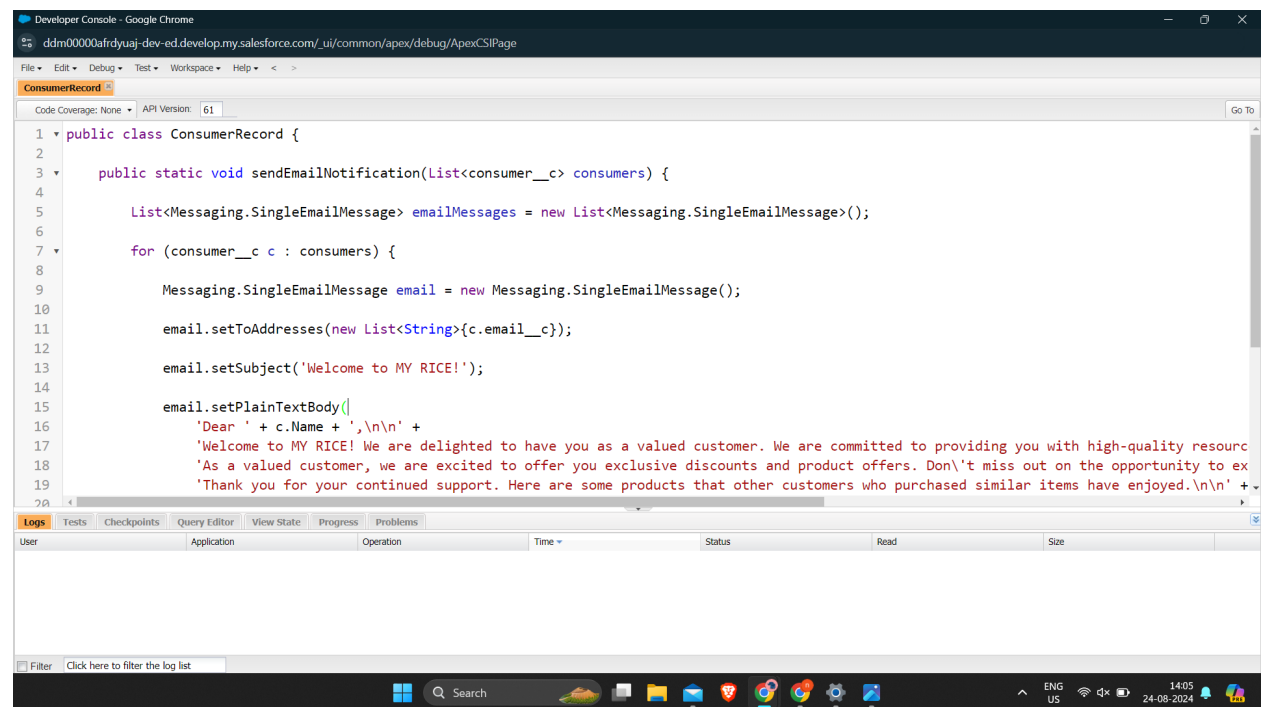 Developer Console - Google Chrome
ddm00000afrdyuaj-dev-ed.develop.my.salesforce.com/_ui/common/apex/debug/ApexCSIPage
File Edit Debug Test Workspace Help < >
ConsumerRecord
Code Coverage: None API Version: 61 Go To
1 public class ConsumerRecord {
2
3 public static void sendEmailNotification(List<consumer__c> consumers) {
4
5 List<Messaging.SingleEmailMessage> emailMessages = new List<Messaging.SingleEmailMessage>();
6
7 for (consumer__c c : consumers) {
8
9 Messaging.SingleEmailMessage email = new Messaging.SingleEmailMessage();
10
11 email.setToAddresses(new List<String>{c.email__c});
12
13 email.setSubject('Welcome to MY RICE!');
14
15 email.setPlainTextBody(
16 'Dear ' + c.Name + ',\n\n' +
17 'Welcome to MY RICE! We are delighted to have you as a valued customer. We are committed to providing you with high-quality resourc
18 'As a valued customer, we are excited to offer you exclusive discounts and product offers. Don\'t miss out on the opportunity to ex
19 'Thank you for your continued support. Here are some products that other customers who purchased similar items have enjoyed.\n\n' +
20
Logs Tests Checkpoints Query Editor View State Progress Problems
User Application Operation Time Status Read Size
Filter Click here to filter the log list
Search
ENG
US
14:05
24-08-2024